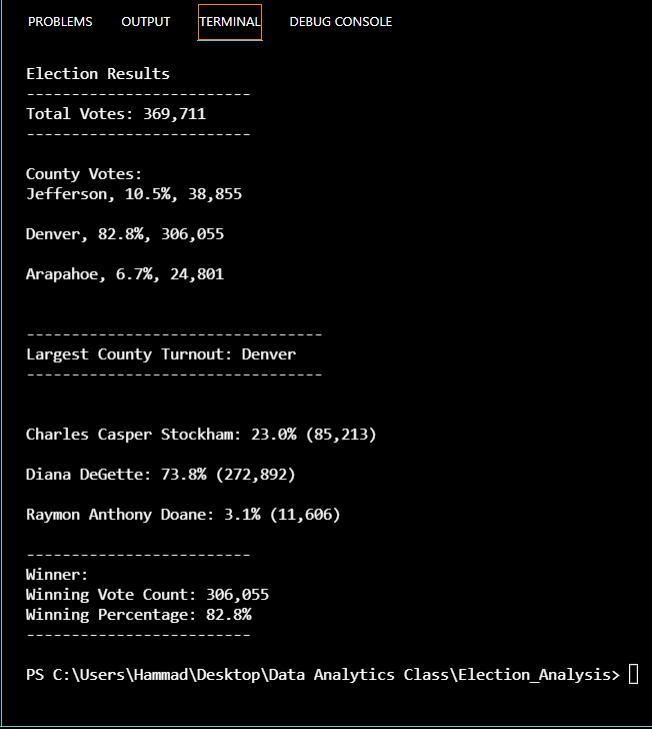 PROBLEMS OUTPUT TERMINAL DEBUG CONSOLE
Election Results
-------------------------
Total Votes: 369,711
-------------------------
County Votes:
Jefferson, 10.5%, 38,855
Denver, 82.8%, 306,055
Arapahoe, 6.7%, 24,801
---------------------------------
Largest County Turnout: Denver
---------------------------------
Charles Casper Stockham: 23.0% (85,213)
Diana DeGette: 73.8% (272,892)
Raymon Anthony Doane: 3.1% (11,606)
-------------------------
Winner:
Winning Vote Count: 306,055
Winning Percentage: 82.8%
-------------------------
PS C:\Users\Hammad\Desktop\Data Analytics Class\Election_Analysis>